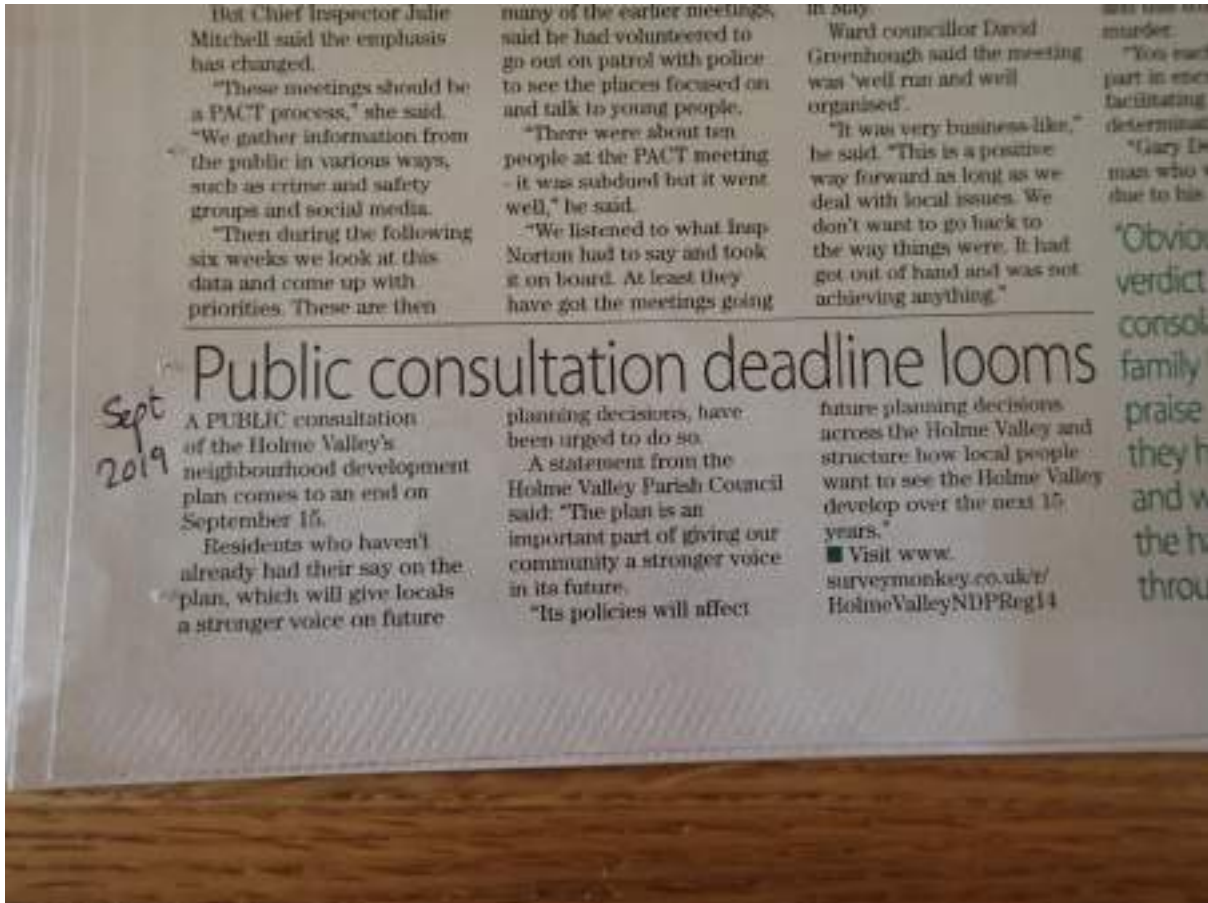 But Chief Inspector Julie
Mitchell said the emphasis
has changed.
"These meetings should be
a PACT process," she said.
"We gather information from
the public in various ways,
such as crime and safety
groups and social media.
"Then during the following
six weeks we look at this
data and come up with
priorities. These are then
many of the earlier meetings,
said he had volunteered to
go out on patrol with police
to see the places focused on
and talk to young people.
"There were about ten
people at the PACT meeting
- it was subdued but it went
well," he said.
"We listened to what Insp
Norton had to say and took
it on board. At least they
have got the meetings going
in May.
Ward councillor David
Greenhough said the meeting
was 'well run and well
organised'.
"It was very business-like,"
he said. "This is a positive
way forward as long as we
deal with local issues. We
don't want to go back to
the way things were. It had
got out of hand and was not
achieving anything."
murder.
"You
part in
facilitating
"Gary
man who
due to his
"Obviou
verdict
consol
family
praise
they h
and w
the ha
throu
Public consultation deadline looms
Sept
2019
A PUBLIC consultation
of the Holme Valley's
neighbourhood development
plan comes to an end on
September 15.
Residents who haven't
already had their say on the
plan, which will give locals
a stronger voice on future
planning decisions, have
been urged to do so.
A statement from the
Holme Valley Parish Council
said: "The plan is an
important part of giving our
community a stronger voice
in its future.
"Its policies will affect
future planning decisions
across the Holme Valley and
structure how local people
want to see the Holme Valley
develop over the next 15
years."
■ Visit www.
surveymonkey.co.uk/r/
HolmeValleyNDPReg14